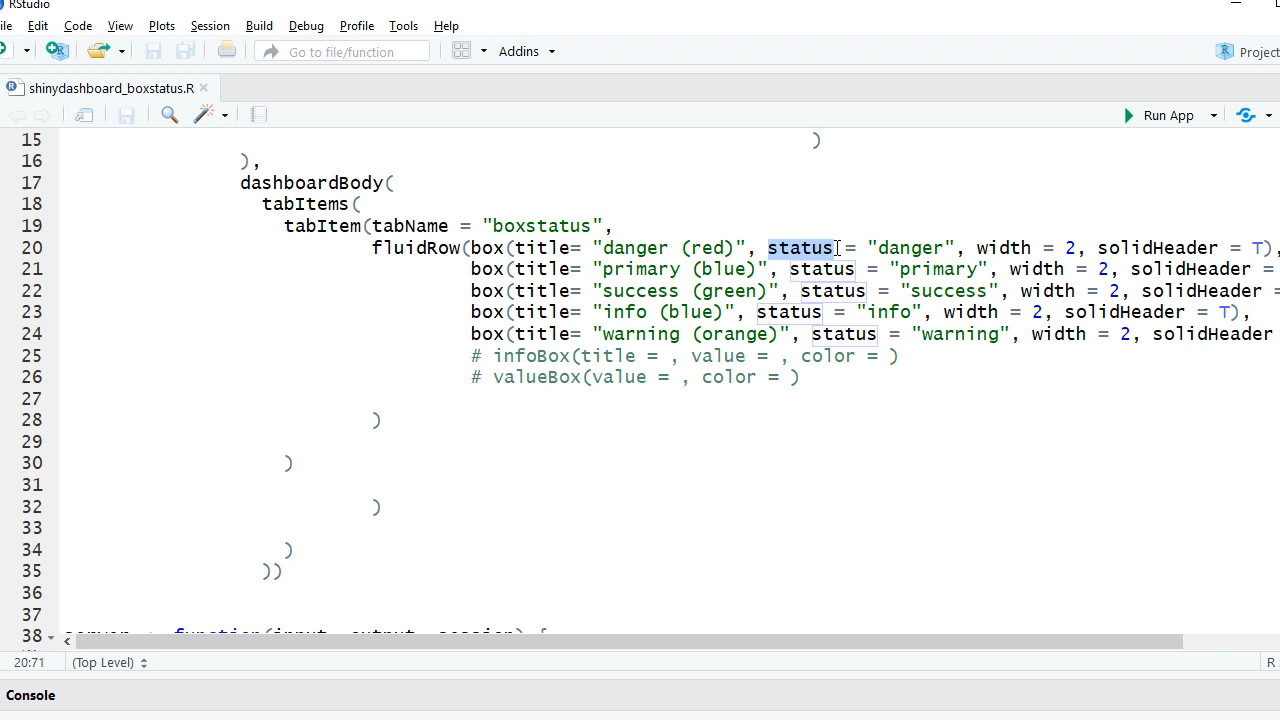 RStudio
ile Edit Code View Plots Session Build Debug Profile Tools Help
Go to file/function
Addins
Project
shinydashboard_boxstatus.R
Run App
15 )
16 ),
17 dashboardBody(
18 tabItems(
19 tabItem(tabName = "boxstatus",
20 fluidRow(box(title= "danger (red)", status = "danger", width = 2, solidHeader = T),
21 box(title= "primary (blue)", status = "primary", width = 2, solidHeader =
22 box(title= "success (green)", status = "success", width = 2, solidHeader =
23 box(title= "info (blue)", status = "info", width = 2, solidHeader = T),
24 box(title= "warning (orange)", status = "warning", width = 2, solidHeader
25 # infoBox(title = , value = , color = )
26 # valueBox(value = , color = )
27
28 )
29
30 )
31
32 )
33
34 )
35 ))
36
37
38
20:71 (Top Level) R
Console